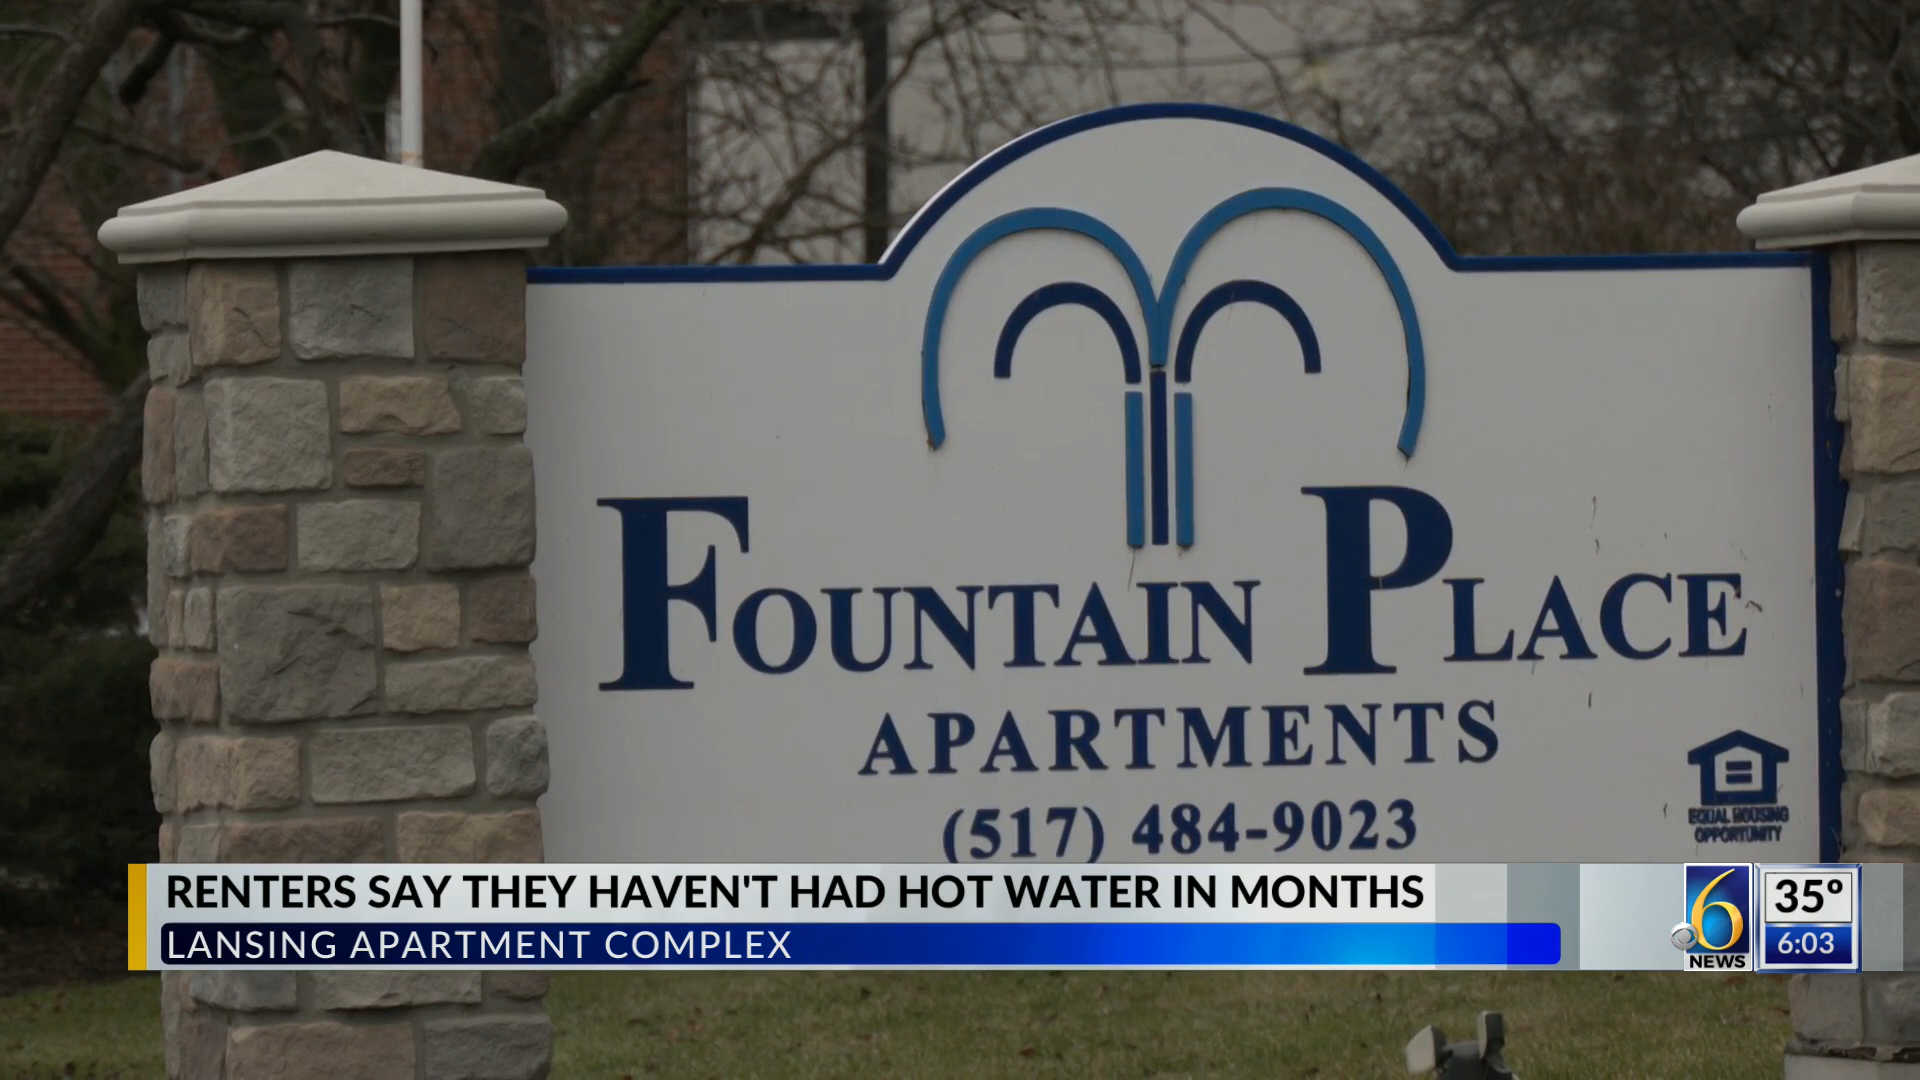 FOUNTAIN PLACE
APARTMENTS
(517) 484-9023
EQUAL HOUSING
OPPORTUNITY
RENTERS SAY THEY HAVEN'T HAD HOT WATER IN MONTHS
LANSING APARTMENT COMPLEX
6
NEWS
35°
6:03